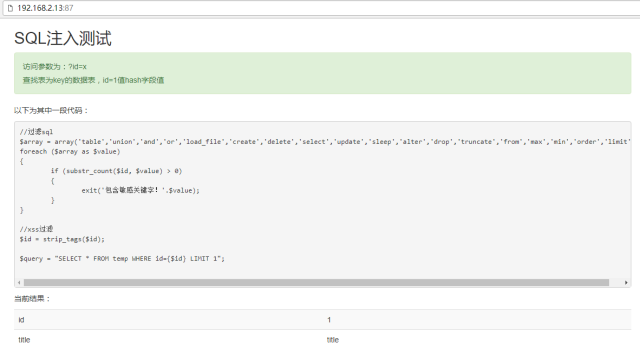 192.168.2.13:87
SQL注入测试
访问参数为：?id=x
查找表为key的数据表，id=1值hash字段值
以下为其中一段代码：
//过滤sql
$array = array('table','union','and','or','load_file','create','delete','select','update','sleep','alter','drop','truncate','from','max','min','order','limit'
foreach ($array as $value)
{
if (substr_count($id, $value) > 0)
{
exit('包含敏感关键字！'.$value);
}
}
//xss过滤
$id = strip_tags($id);
$query = "SELECT * FROM temp WHERE id={$id} LIMIT 1";
当前结果：
id 1
title title